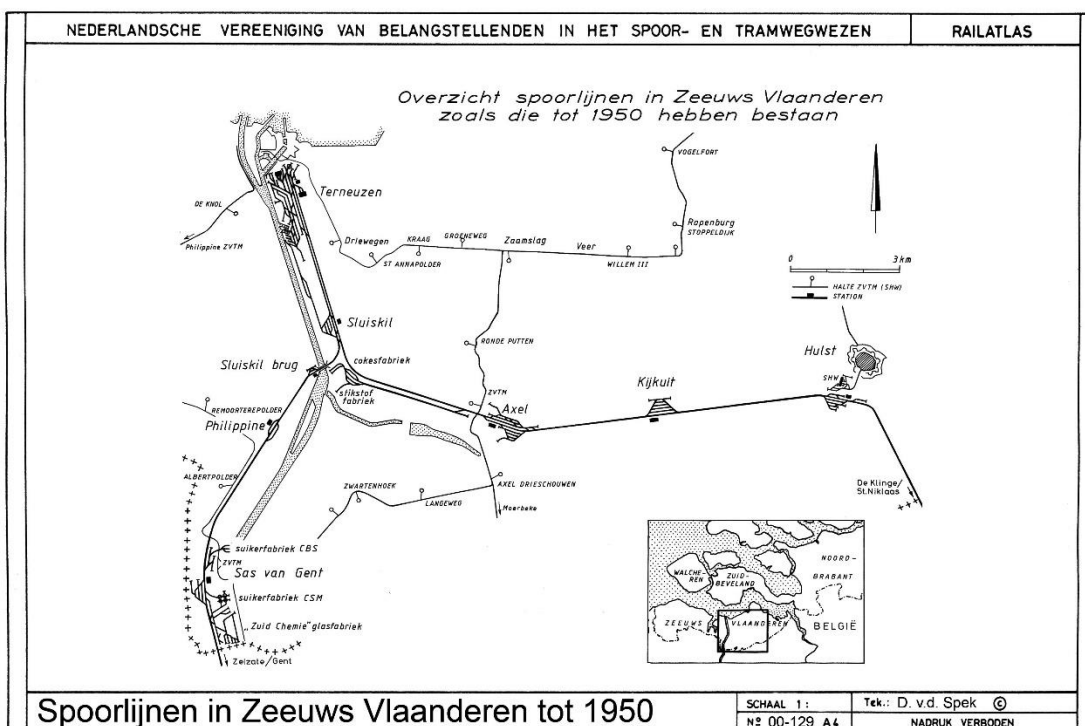 NEDERLANDSCHE VEREENIGING VAN BELANGSTELLENDEN IN HET SPOOR- EN TRAMWEGWEZEN
RAILATLAS
Overzicht spoorlijnen in Zeeuws Vlaanderen
zoals die tot 1950 hebben bestaan
VOGELFORT
Terneuzen
DE KNOL
Philippine ZVTM
Driewegen
KRAAG
GROENEWEG
Zaamslag
Veer
ST ANNAPOLDER
WILLEM III
Rapenburg
STOPPELDIJK
0
3 km
HALTE ZVTM (SHW)
STATION
Sluiskil
Sluiskil brug
cokesfabriek
RONDE PUTTEN
Hulst
SHW
stikstof
fabriek
ZVTM
Axel
Kijkuit
REMOORTEREPOLDER
Philippine
ALBERTPOLDER
ZWARTENHOEK
LANGEWEG
AXEL DRIESCHOUWEN
Moerbeke
De Klinge/
St.Niklaas
suikerfabriek CBS
ZVTM
Sas van Gent
suikerfabriek CSM
„Zuid Chemie" glasfabriek
Zelzate/Gent
WALCHE-
REN
ZUID-
BEVELAND
NOORD-
BRABANT
ZEEUWS
VLAANDEREN
BELGIË
Spoorlijnen in Zeeuws Vlaanderen tot 1950
SCHAAL 1 :
Nº 00-129 A4
Tek.: D. v.d. Spek ©
NADRUK VERBODEN